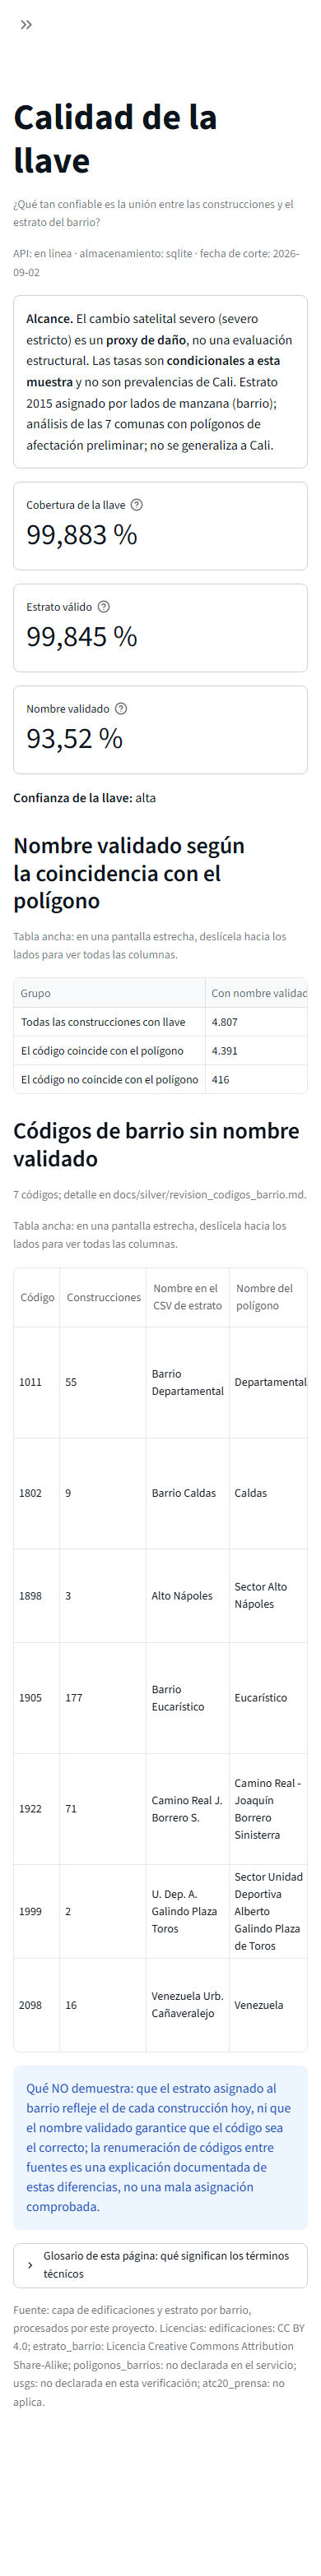 Calidad de la
llave
¿Qué tan confiable es la unión entre las construcciones y el
estrato del barrio?
API: en línea · almacenamiento: sqlite · fecha de corte: 2026-
09-02
Alcance. El cambio satelital severo (severo
estricto) es un proxy de daño, no una evaluación
estructural. Las tasas son condicionales a esta
muestra y no son prevalencias de Cali. Estrato
2015 asignado por lados de manzana (barrio);
análisis de las 7 comunas con polígonos de
afectación preliminar; no se generaliza a Cali.
Cobertura de la llave
99,883 %
Estrato válido
99,845 %
Nombre validado
93,52 %
Confianza de la llave: alta
Nombre validado según
la coincidencia con el
polígono
Tabla ancha: en una pantalla estrecha, deslícela hacia los
lados para ver todas las columnas.
Grupo Con nombre validad
Todas las construcciones con llave 4.807
El código coincide con el polígono 4.391
El código no coincide con el polígono 416
Códigos de barrio sin nombre
validado
7 códigos; detalle en docs/silver/revision_codigos_barrio.md.
Tabla ancha: en una pantalla estrecha, deslícela hacia los
lados para ver todas las columnas.
Código Construcciones Nombre en el CSV de estrato Nombre del polígono
1011 55 Barrio Departamental Departamental
1802 9 Barrio Caldas Caldas
1898 3 Alto Nápoles Sector Alto Nápoles
1905 177 Barrio Eucarístico Eucarístico
1922 71 Camino Real J. Borrero S. Camino Real - Joaquín Borrero Sinisterra
1999 2 U. Dep. A. Galindo Plaza Toros Sector Unidad Deportiva Alberto Galindo Plaza de Toros
2098 16 Venezuela Urb. Cañaveralejo Venezuela
Qué NO demuestra: que el estrato asignado al
barrio refleje el de cada construcción hoy, ni que
el nombre validado garantice que el código sea
el correcto; la renumeración de códigos entre
fuentes es una explicación documentada de
estas diferencias, no una mala asignación
comprobada.
Glosario de esta página: qué significan los términos
técnicos
Fuente: capa de edificaciones y estrato por barrio,
procesados por este proyecto. Licencias: edificaciones: CC BY
4.0; estrato_barrio: Licencia Creative Commons Attribution
Share-Alike; poligonos_barrios: no declarada en el servicio;
usgs: no declarada en esta verificación; atc20_prensa: no
aplica.